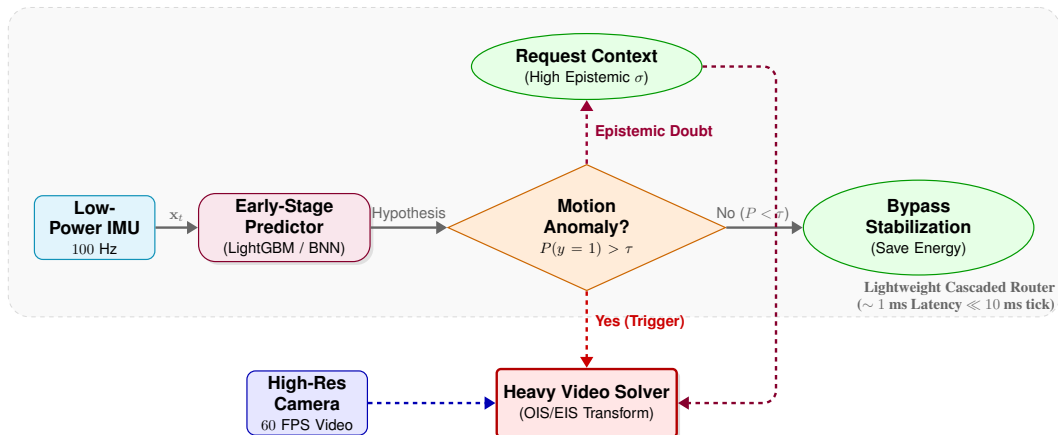 Request Context
(High Epistemic σ)
Epistemic Doubt
Low-
Power IMU
100 Hz
x_t
Early-Stage
Predictor
(LightGBM / BNN)
Hypothesis
Motion
Anomaly?
P(y = 1) > τ
No (P < τ)
Bypass
Stabilization
(Save Energy)
Lightweight Cascaded Router
(∼ 1 ms Latency ≪ 10 ms tick)
Yes (Trigger)
High-Res
Camera
60 FPS Video
Heavy Video Solver
(OIS/EIS Transform)